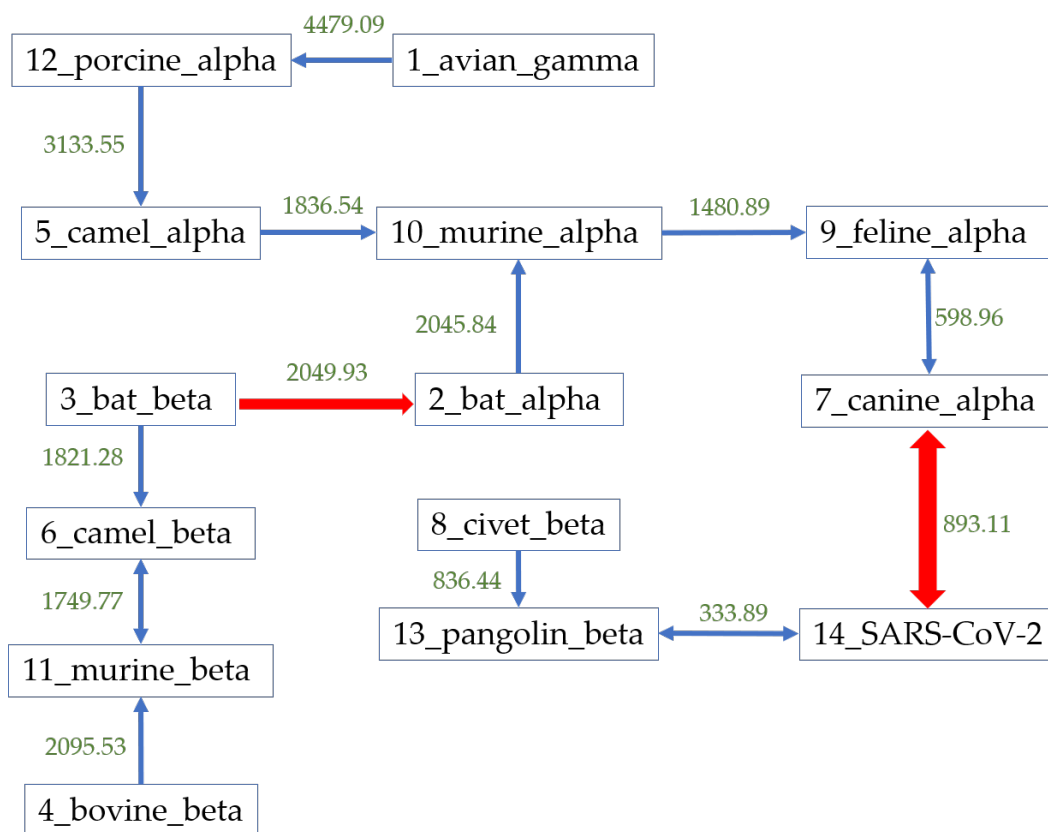 4479.09
12_porcine_alpha
1_avian_gamma
3133.55
1836.54
1480.89
5_camel_alpha
10_murine_alpha
9_feline_alpha
2045.84
598.96
2049.93
3_bat_beta
2_bat_alpha
7_canine_alpha
1821.28
8_civet_beta
6_camel_beta
893.11
1749.77
836.44
333.89
13_pangolin_beta
14_SARS-CoV-2
11_murine_beta
2095.53
4_bovine_beta